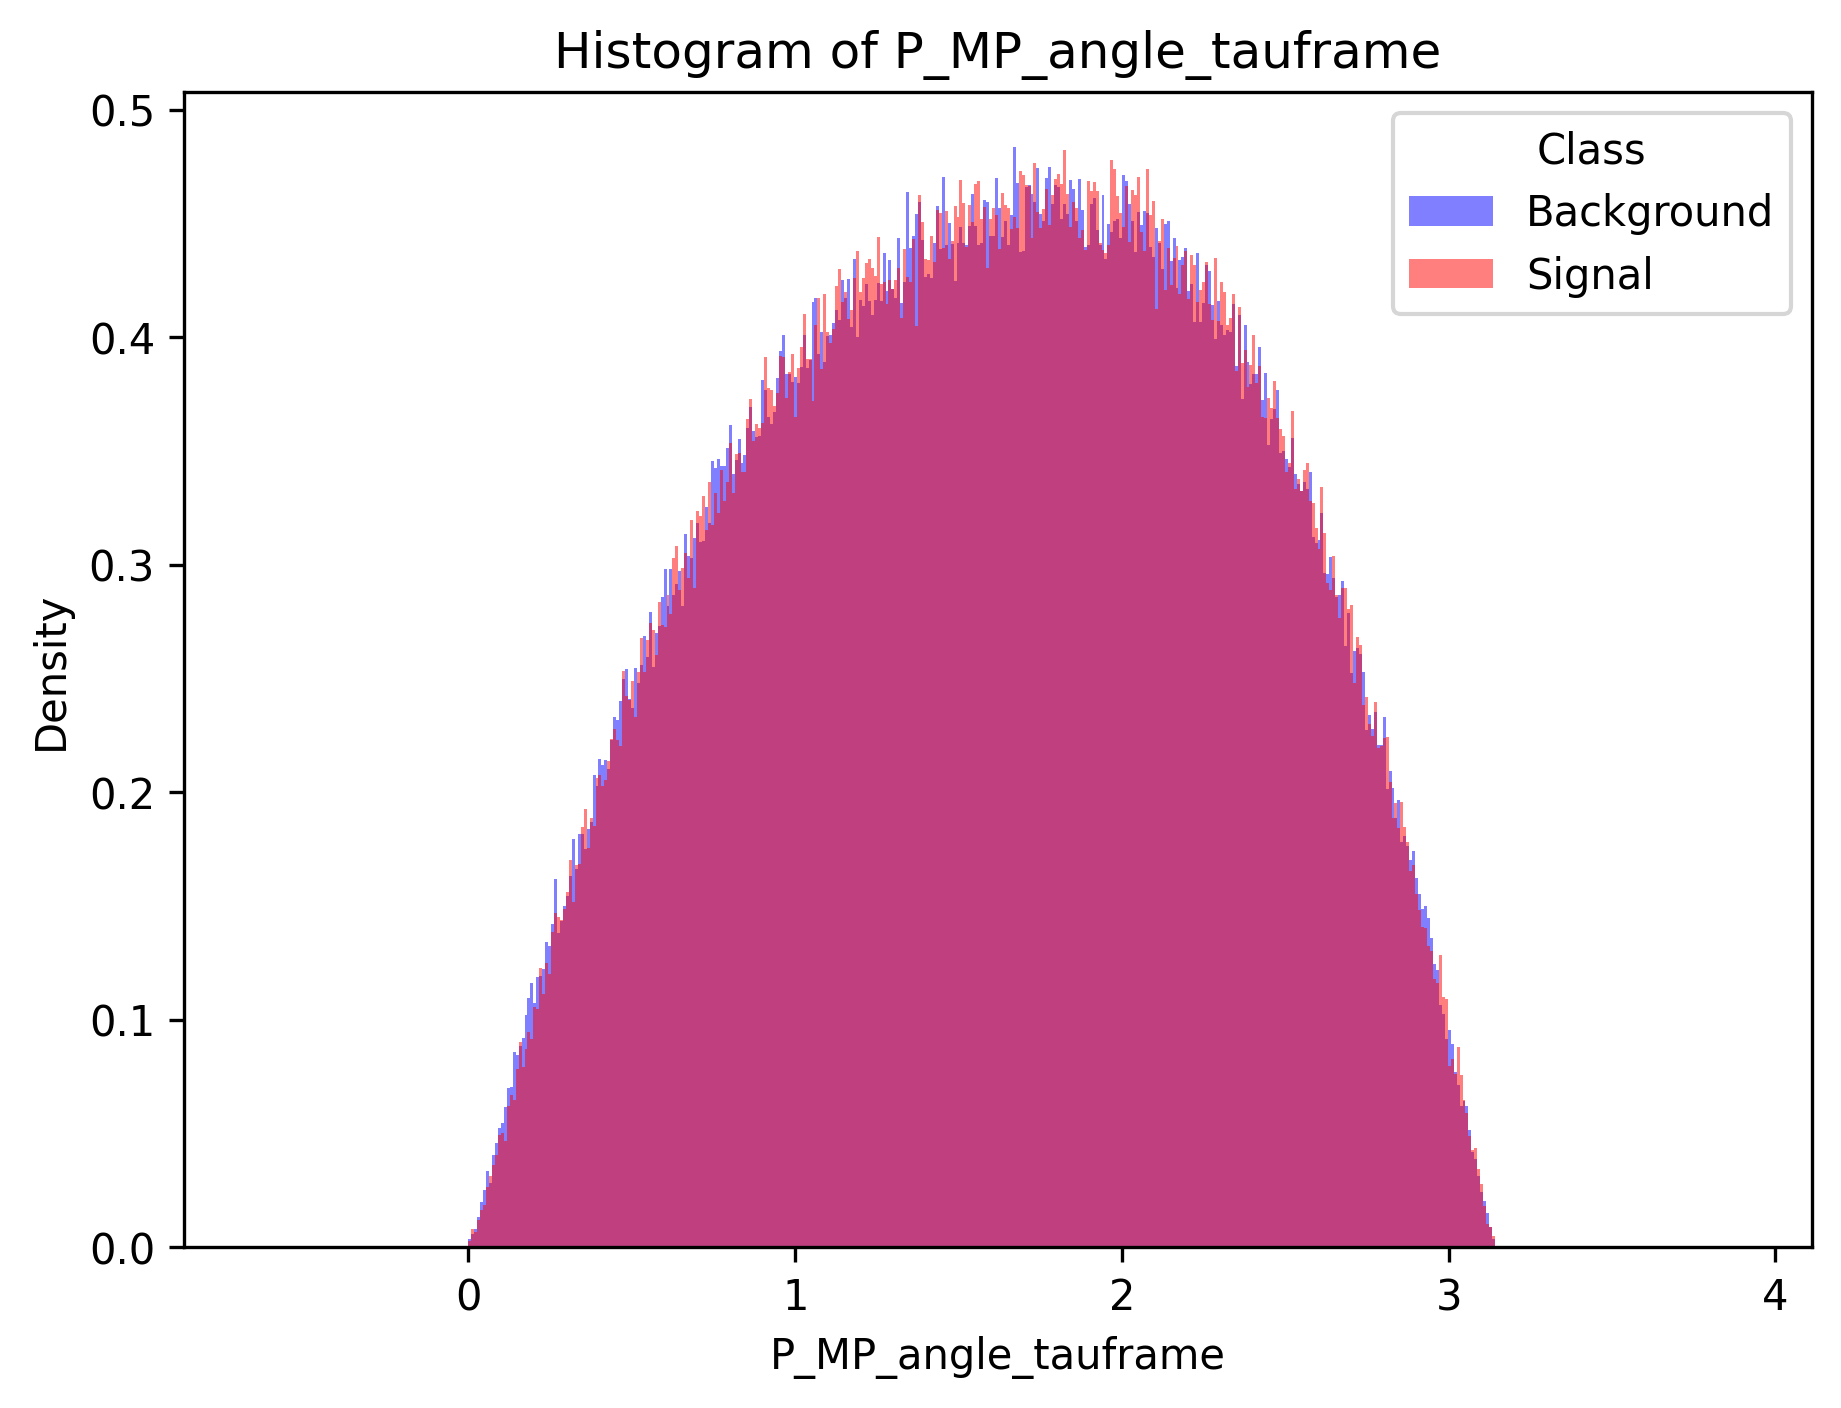 Histogram of P_MP_angle_tauframe
Class
Background
Signal
Density
0.5
0.4
0.3
0.2
0.1
0.0
0 1 2 3 4
P_MP_angle_tauframe